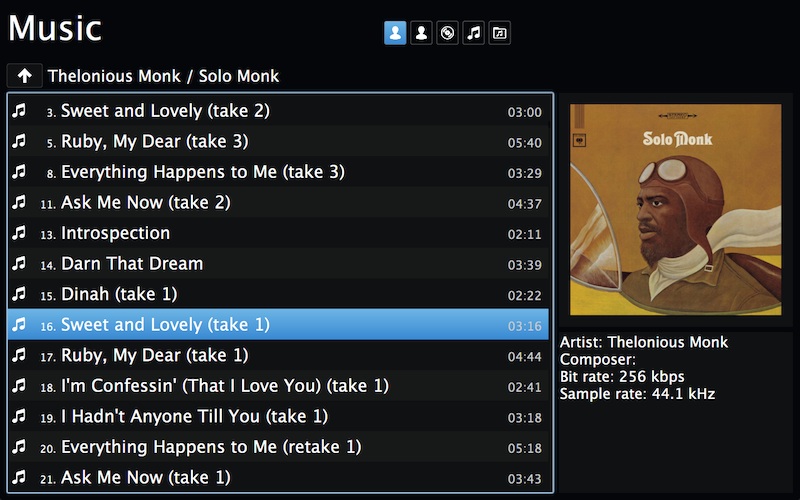 Music
Thelonious Monk / Solo Monk
3. Sweet and Lovely (take 2) 03:00
5. Ruby, My Dear (take 3) 05:40
8. Everything Happens to Me (take 3) 03:29
11. Ask Me Now (take 2) 04:37
13. Introspection 02:11
14. Darn That Dream 03:39
15. Dinah (take 1) 02:22
16. Sweet and Lovely (take 1) 03:16
17. Ruby, My Dear (take 1) 04:44
18. I'm Confessin' (That I Love You) (take 1) 02:41
19. I Hadn't Anyone Till You (take 1) 03:18
20. Everything Happens to Me (retake 1) 05:18
21. Ask Me Now (take 1) 03:43
Solo Monk
Artist: Thelonious Monk
Composer:
Bit rate: 256 kbps
Sample rate: 44.1 kHz